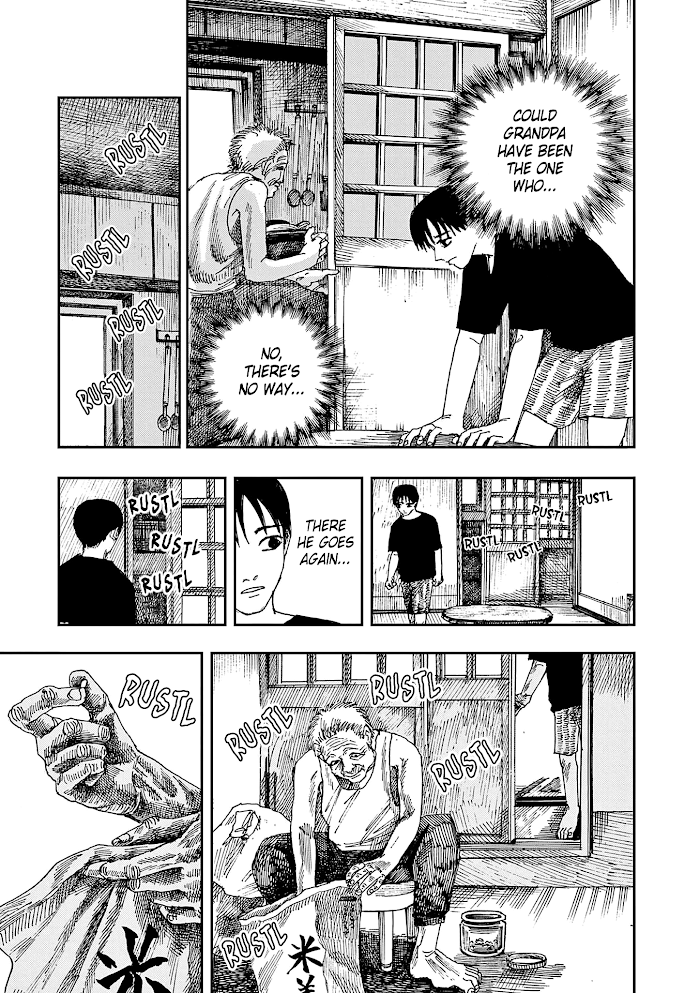 COULD
GRANDPA
HAVE BEEN
THE ONE
WHO...
NO,
THERE'S
NO WAY...
RUSTL
RUSTL
RUSTL
RUSTL
RUSTL
RUSTL
RUSTL
RUSTL
THERE
HE GOES
AGAIN...
RUSTL
RUSTL
RUSTL
RUSTL
RUSTL
RUSTL
RUSTL
米
RUSTL
米